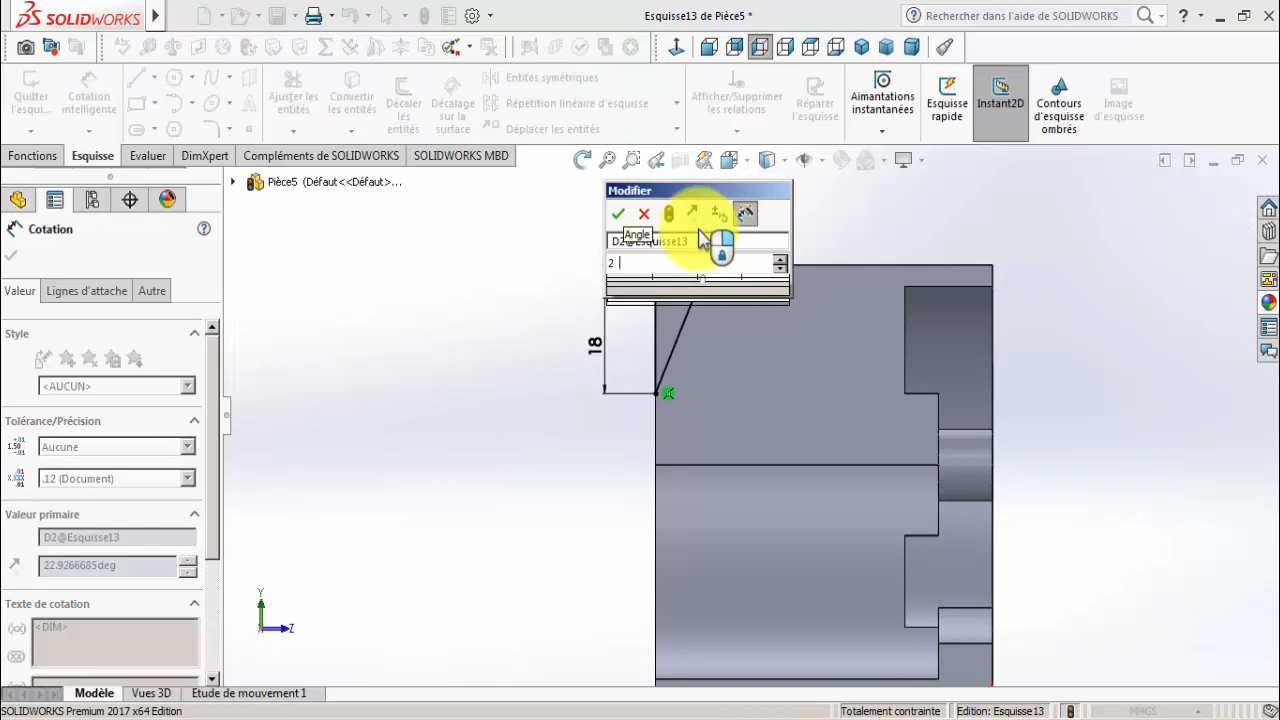 SOLIDWORKS
Esquisse13 de Pièce5 *
Rechercher dans l'aide de SOLIDWORKS
?
Quitter l'esqui...
Cotation intelligente
Ajuster les entités
Convertir les entités
Décaler les entités
Décalage sur la surface
Entités symétriques
Répétition linéaire d'esquisse
Déplacer les entités
Afficher/Supprimer les relations
Réparer l'esquisse
Aimantations instantanées
Esquisse rapide
Instant2D
Contours d'esquisse ombrés
Image d'esquisse
Fonctions
Esquisse
Evaluer
DimXpert
Compléments de SOLIDWORKS
SOLIDWORKS MBD
Pièce5 (Défaut<<Défaut>...
Cotation
?
Valeur
Lignes d'attache
Autre
Style
<AUCUN>
Tolérance/Précision
Aucune
.12 (Document)
Valeur primaire
D2@Esquisse13
22.9266685deg
Texte de cotation
<DIM>
Modifier
D2@Esquisse13
Angle
2
18
Y
Z
Modèle
Vues 3D
Etude de mouvement 1
SOLIDWORKS Premium 2017 x64 Edition
Totalement contrainte
Edition: Esquisse13
MMGS